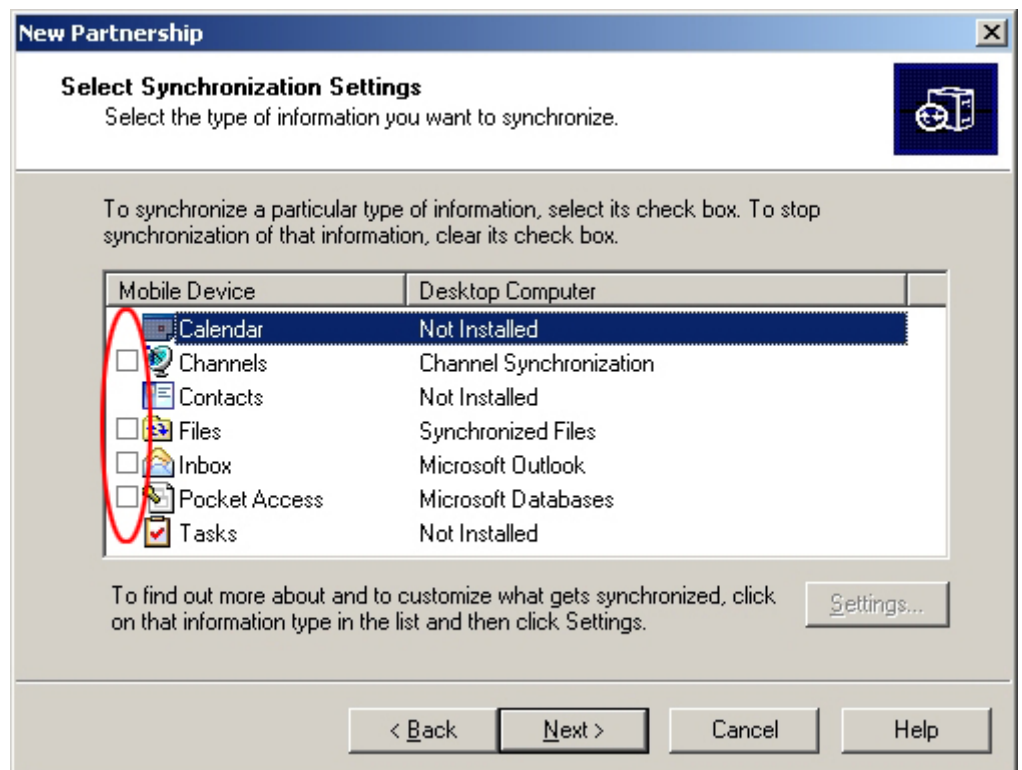 New Partnership
Select Synchronization Settings
Select the type of information you want to synchronize.
To synchronize a particular type of information, select its check box. To stop
synchronization of that information, clear its check box.
Mobile Device Desktop Computer
Calendar Not Installed
Channels Channel Synchronization
Contacts Not Installed
Files Synchronized Files
Inbox Microsoft Outlook
Pocket Access Microsoft Databases
Tasks Not Installed
To find out more about and to customize what gets synchronized, click
on that information type in the list and then click Settings.
Settings...
< Back Next > Cancel Help